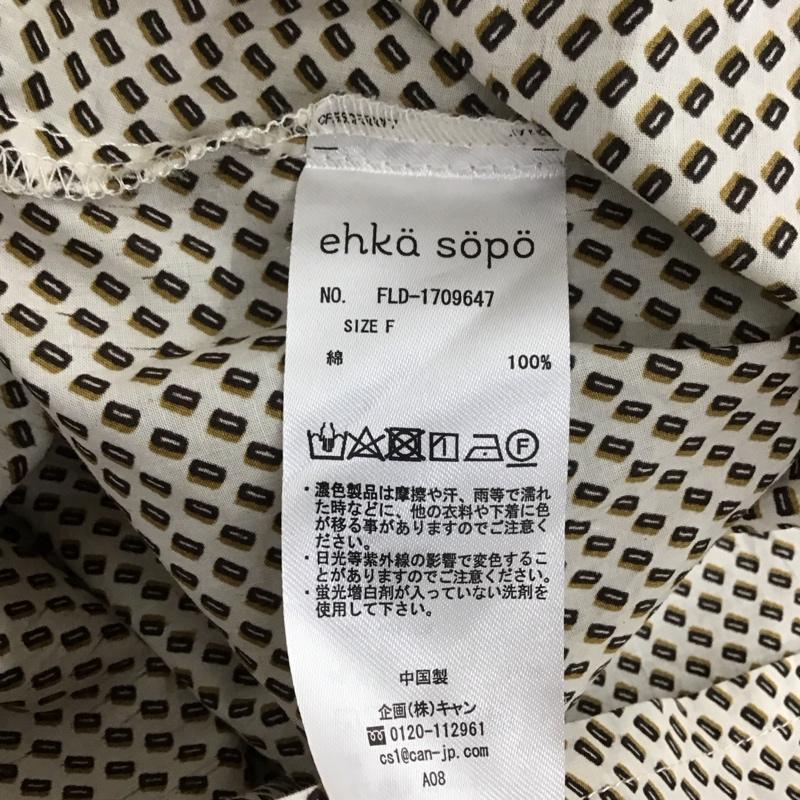 ehkä söpö
NO. FLD-1709647
SIZE F
綿 100%
・濃色製品は摩擦や汗、雨等で濡れ
た時などに、他の衣料や下着に色
が移る事がありますのでご注意く
ださい。
・日光等紫外線の影響で変色するこ
とがありますのでご注意ください。
・蛍光増白剤が入っていない洗剤を
使用して下さい。
中国製
企画(株)キャン
0120-112961
cs1@can-jp.com
A08